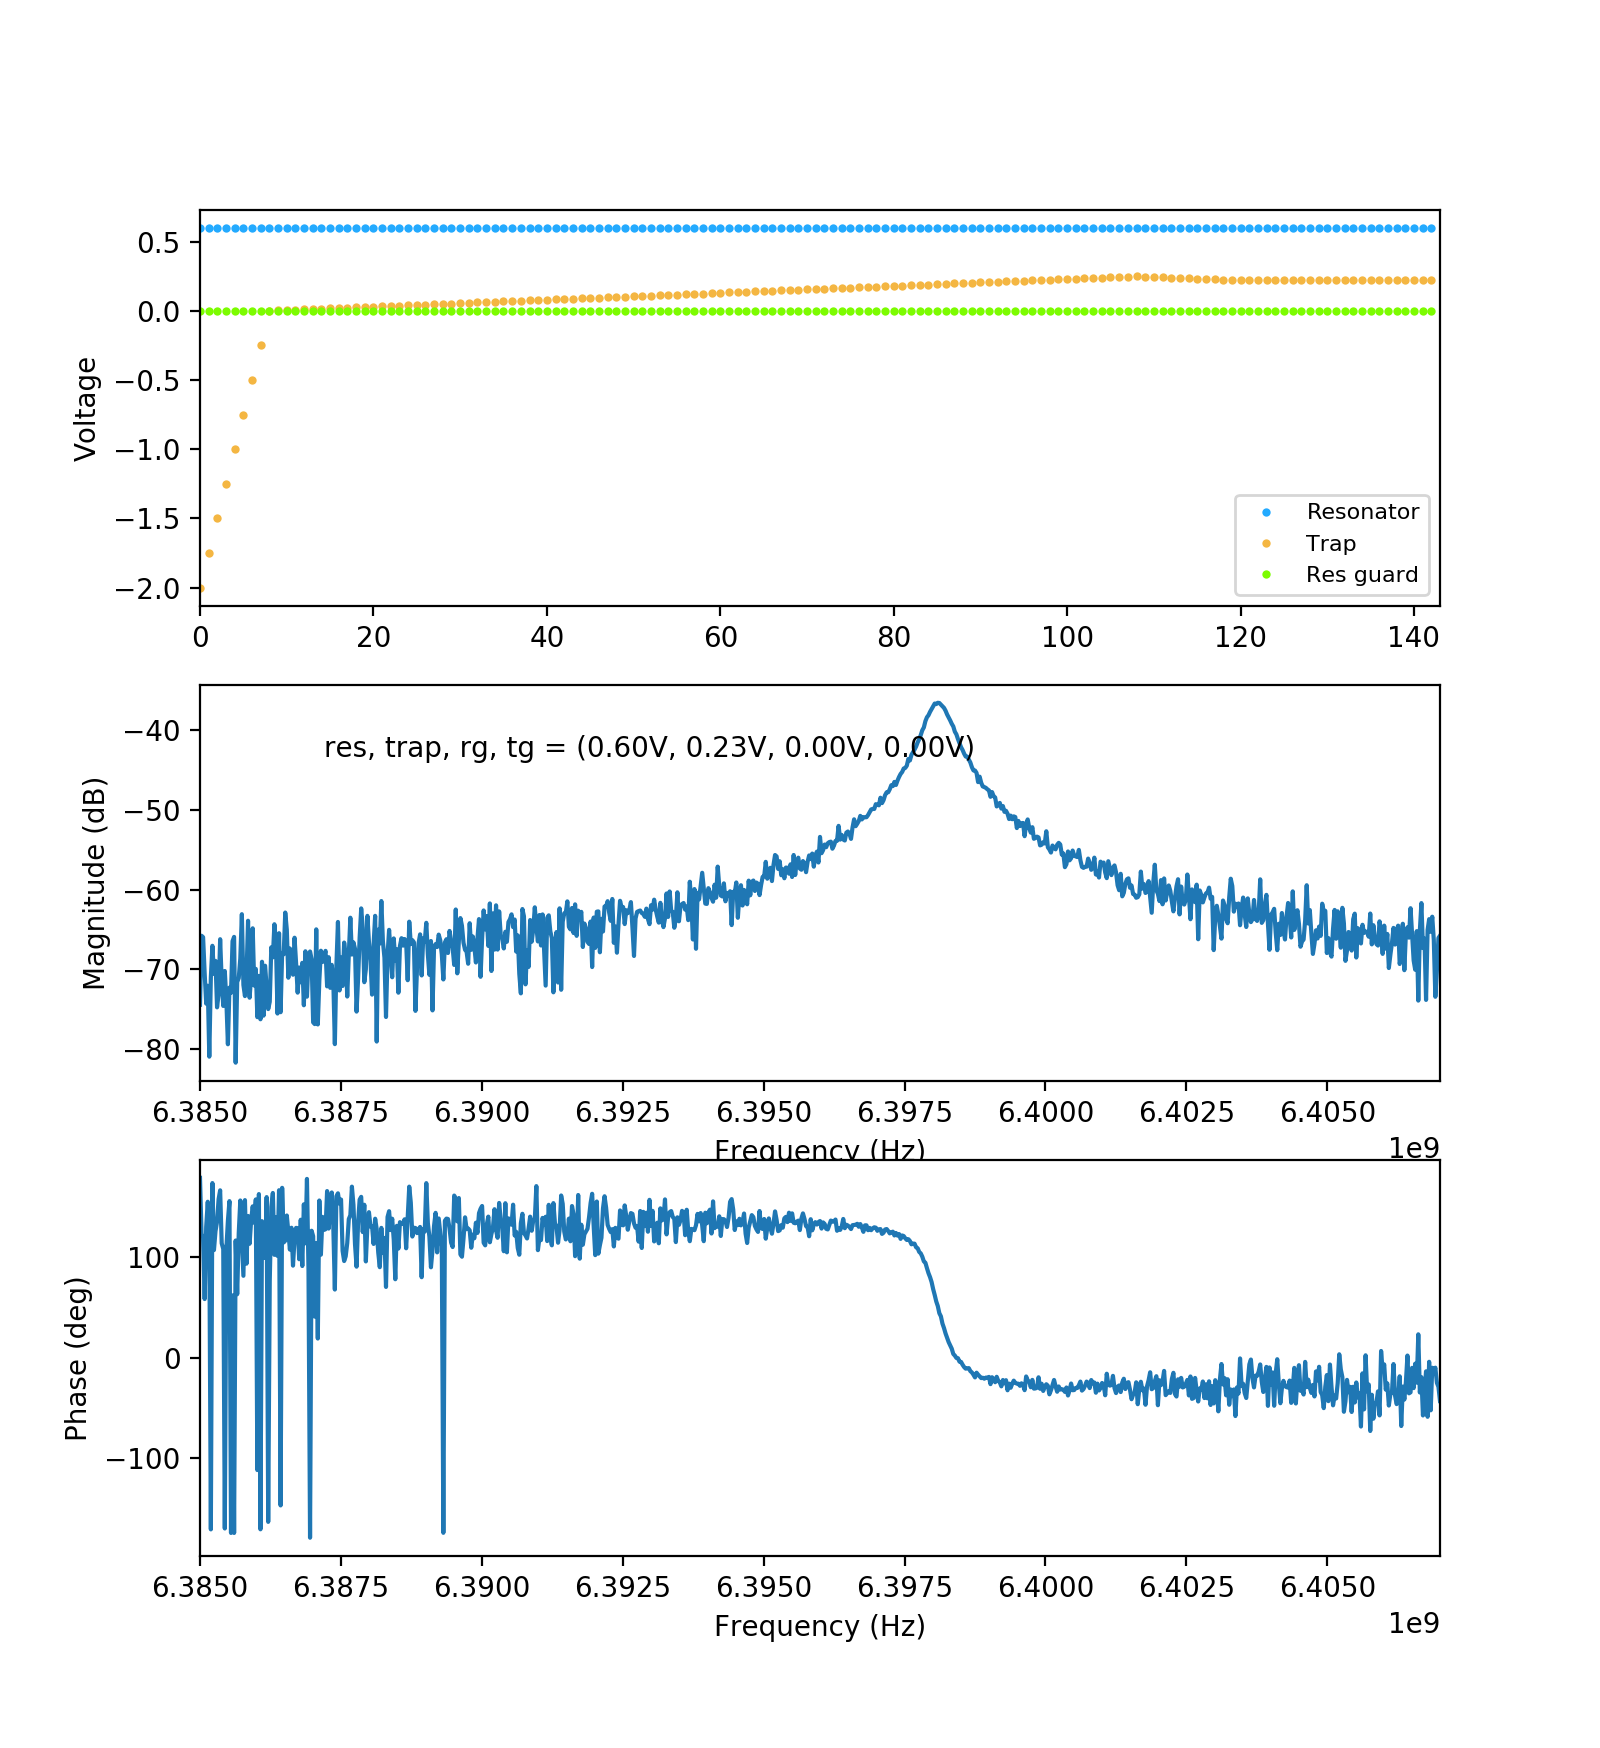 0.5
0.0
−0.5
−1.0
−1.5
−2.0
Voltage
Resonator
Trap
Res guard
0 20 40 60 80 100 120 140
−40
−50
−60
−70
−80
Magnitude (dB)
res, trap, rg, tg = (0.60V, 0.23V, 0.00V, 0.00V)
6.3850 6.3875 6.3900 6.3925 6.3950 6.3975 6.4000 6.4025 6.4050
Frequency (Hz)
1e9
100
0
−100
Phase (deg)
6.3850 6.3875 6.3900 6.3925 6.3950 6.3975 6.4000 6.4025 6.4050
Frequency (Hz)
1e9